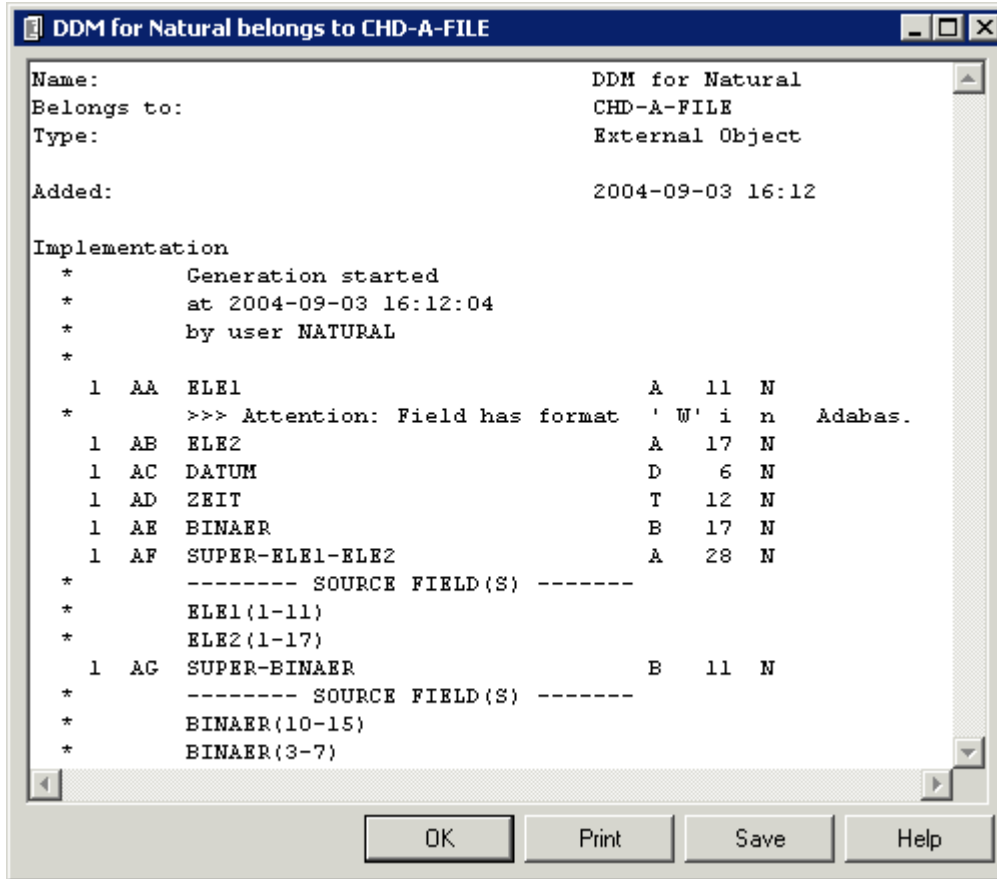 DDM for Natural belongs to CHD-A-FILE
Name: DDM for Natural
Belongs to: CHD-A-FILE
Type: External Object
Added: 2004-09-03 16:12
Implementation
* Generation started
* at 2004-09-03 16:12:04
* by user NATURAL
*
1 AA ELE1 A 11 N
* >>> Attention: Field has format ' W' i n Adabas.
1 AB ELE2 A 17 N
1 AC DATUM D 6 N
1 AD ZEIT T 12 N
1 AE BINAER B 17 N
1 AF SUPER-ELE1-ELE2 A 28 N
* -------- SOURCE FIELD(S) -------
* ELE1(1-11)
* ELE2(1-17)
1 AG SUPER-BINAER B 11 N
* -------- SOURCE FIELD(S) -------
* BINAER(10-15)
* BINAER(3-7)
OK Print Save Help